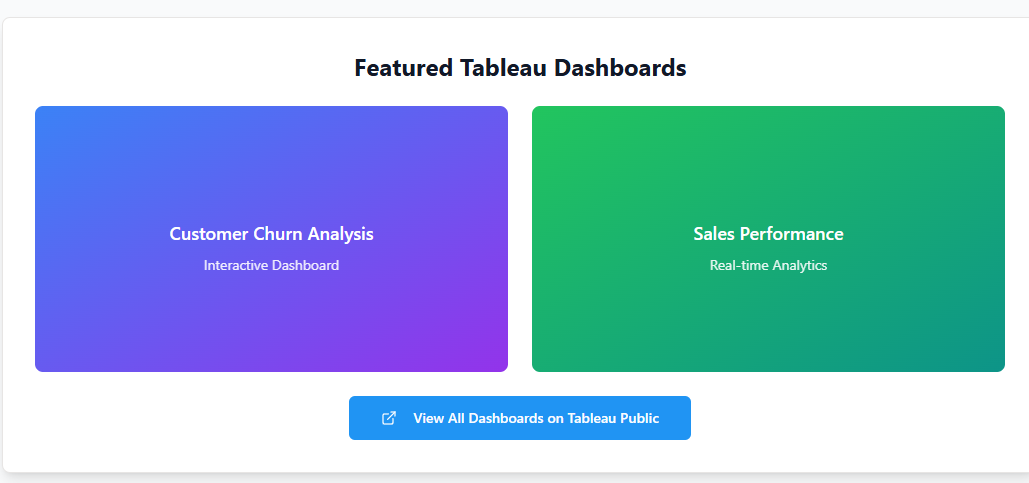 Featured Tableau Dashboards
Customer Churn Analysis
Interactive Dashboard
Sales Performance
Real-time Analytics
View All Dashboards on Tableau Public